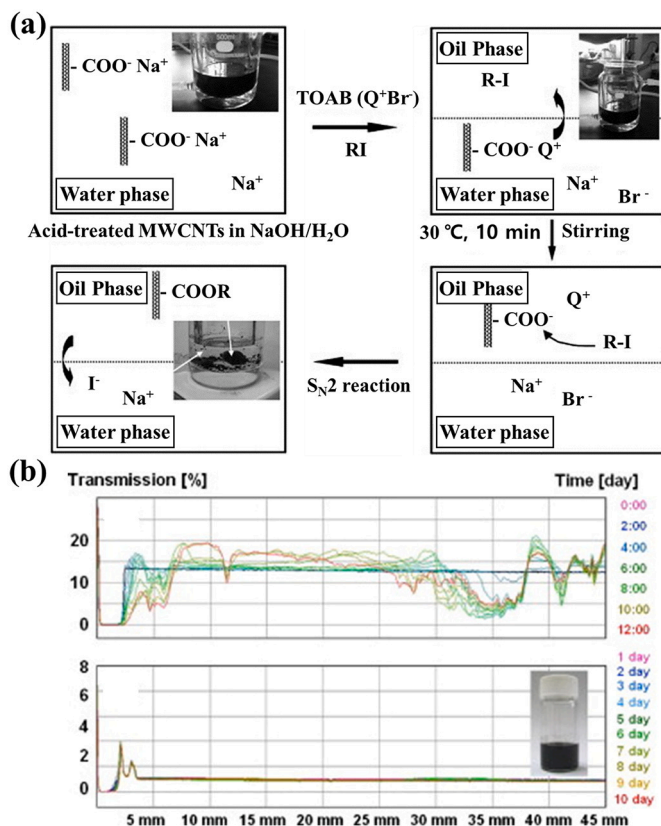 (a)
500ml
COO⁻ Na⁺
COO⁻ Na⁺
Na⁺
Water phase
Acid-treated MWCNTs in NaOH/H₂O
TOAB (Q⁺Br⁻)
RI
Oil Phase
R-I
COO⁻ Q⁺
Na⁺
Water phase
Br⁻
30 ℃, 10 min
Stirring
Oil Phase
Q⁺
COO⁻
R-I
Na⁺
Br⁻
Water phase
S_N2 reaction
Oil Phase
COOR
I⁻
Na⁺
Water phase
(b)
Transmission [%]
Time [day]
20
10
0
0:00
2:00
4:00
6:00
8:00
10:00
12:00
8
6
4
2
0
1 day
2 day
3 day
4 day
5 day
6 day
7 day
8 day
9 day
10 day
5 mm 10 mm 15 mm 20 mm 25 mm 30 mm 35 mm 40 mm 45 mm